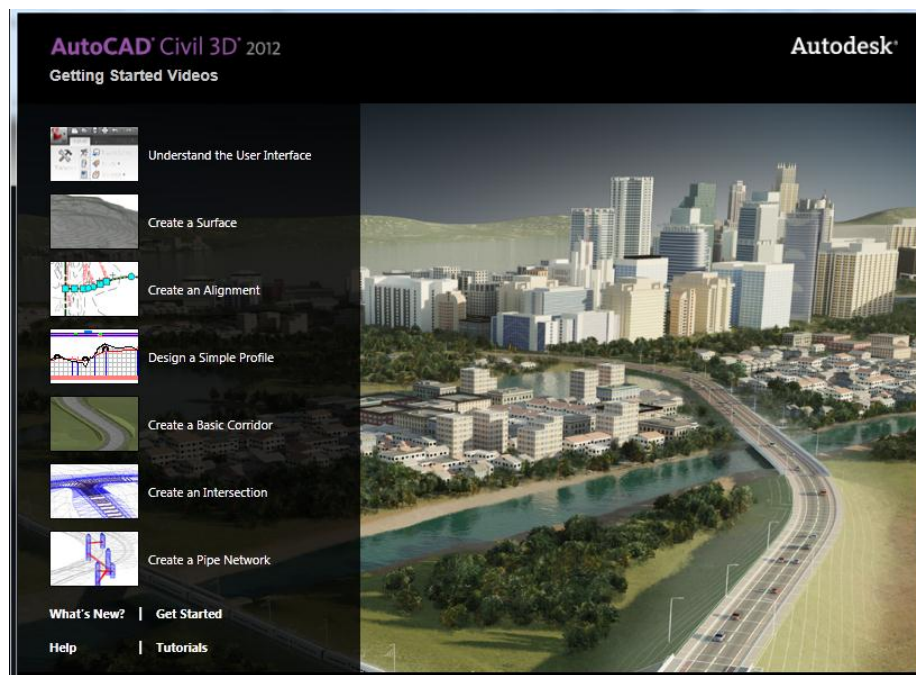 AutoCAD® Civil 3D® 2012
Autodesk®
Getting Started Videos
Understand the User Interface
Create a Surface
Create an Alignment
Design a Simple Profile
Create a Basic Corridor
Create an Intersection
Create a Pipe Network
What's New? | Get Started
Help | Tutorials